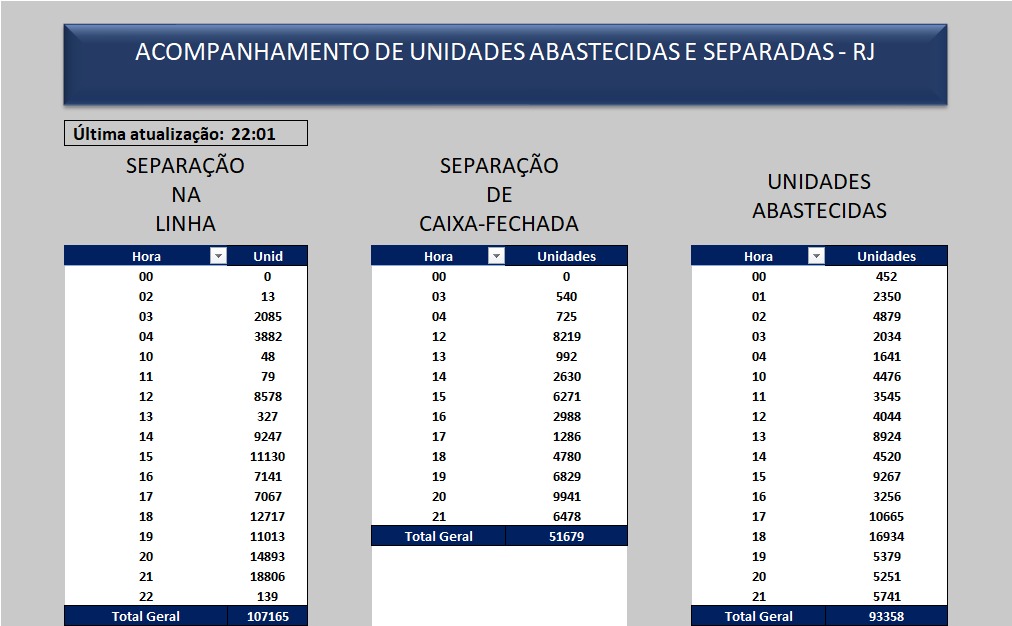 ACOMPANHAMENTO DE UNIDADES ABASTECIDAS E SEPARADAS - RJ
Última atualização: 22:01
SEPARAÇÃO
NA
LINHA
Hora Unid
00 0
02 13
03 2085
04 3882
10 48
11 79
12 8578
13 327
14 9247
15 11130
16 7141
17 7067
18 12717
19 11013
20 14893
21 18806
22 139
Total Geral 107165
SEPARAÇÃO
DE
CAIXA-FECHADA
Hora Unidades
00 0
03 540
04 725
12 8219
13 992
14 2630
15 6271
16 2988
17 1286
18 4780
19 6829
20 9941
21 6478
Total Geral 51679
UNIDADES
ABASTECIDAS
Hora Unidades
00 452
01 2350
02 4879
03 2034
04 1641
10 4476
11 3545
12 4044
13 8924
14 4520
15 9267
16 3256
17 10665
18 16934
19 5379
20 5251
21 5741
Total Geral 93358